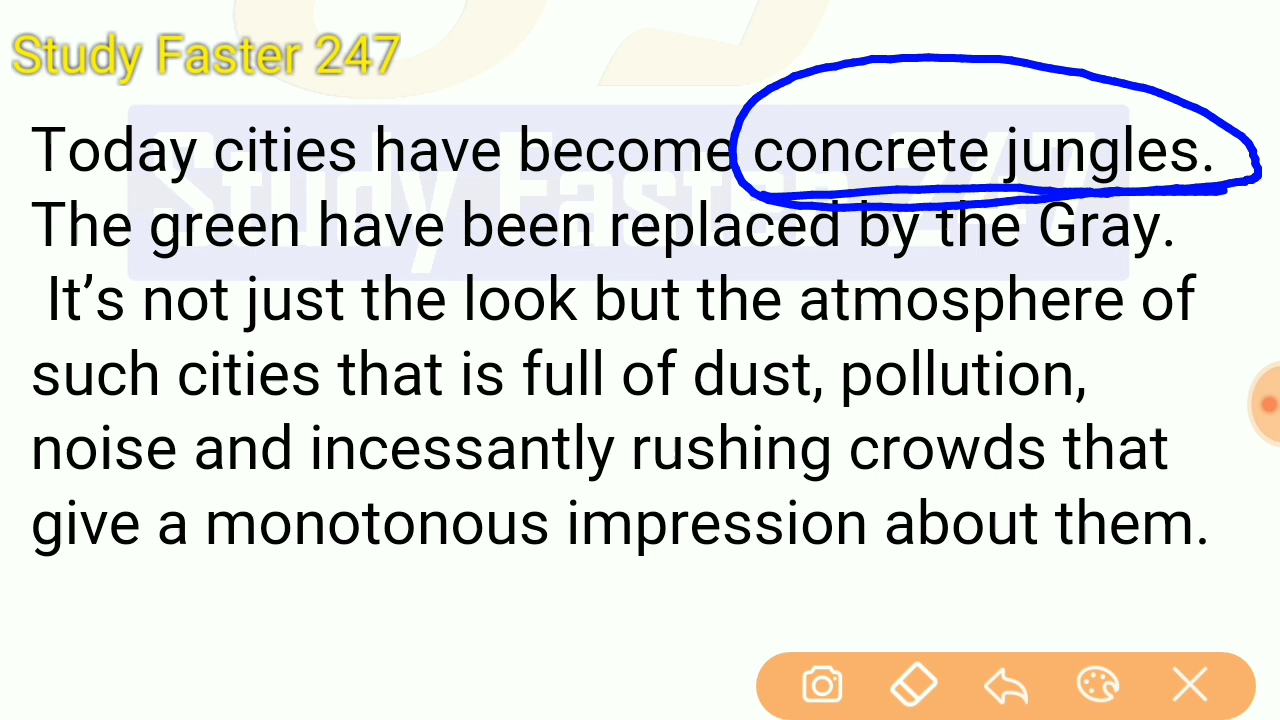 Study Faster 247
Today cities have become concrete jungles.
The green have been replaced by the Gray.
It’s not just the look but the atmosphere of
such cities that is full of dust, pollution,
noise and incessantly rushing crowds that
give a monotonous impression about them.